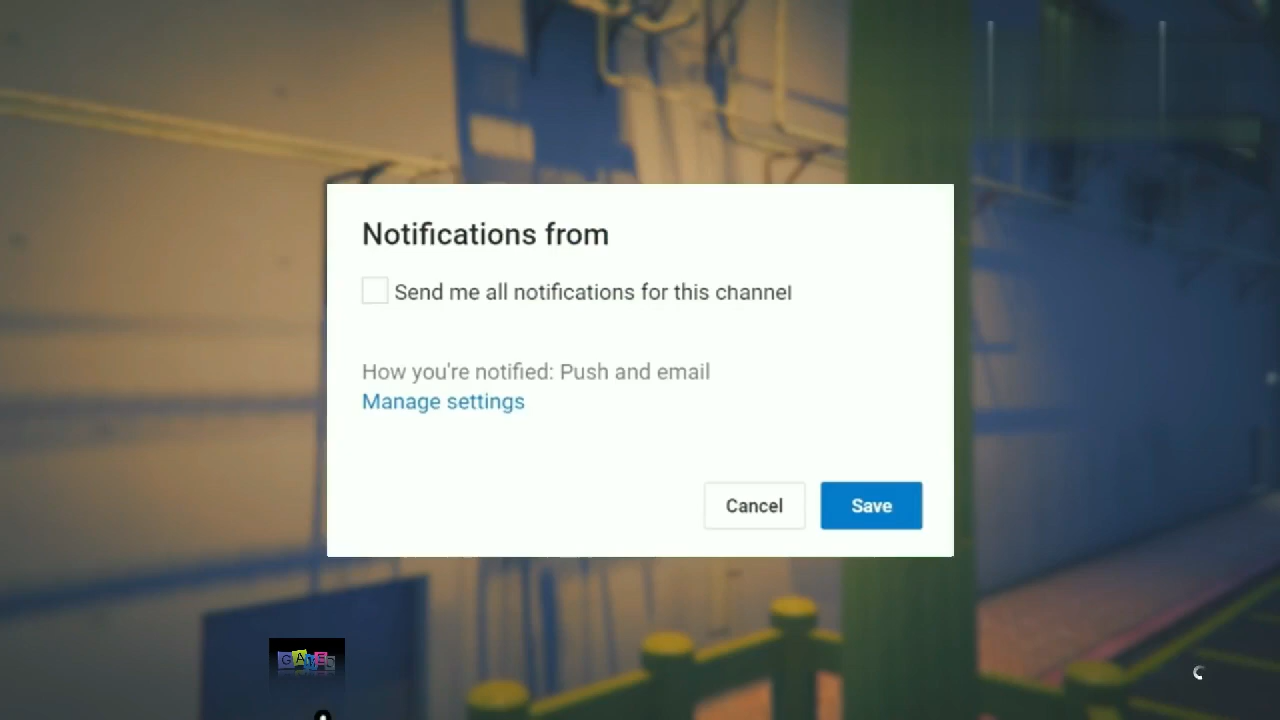 Notifications from
Send me all notifications for this channel
How you're notified: Push and email
Manage settings
Cancel
Save